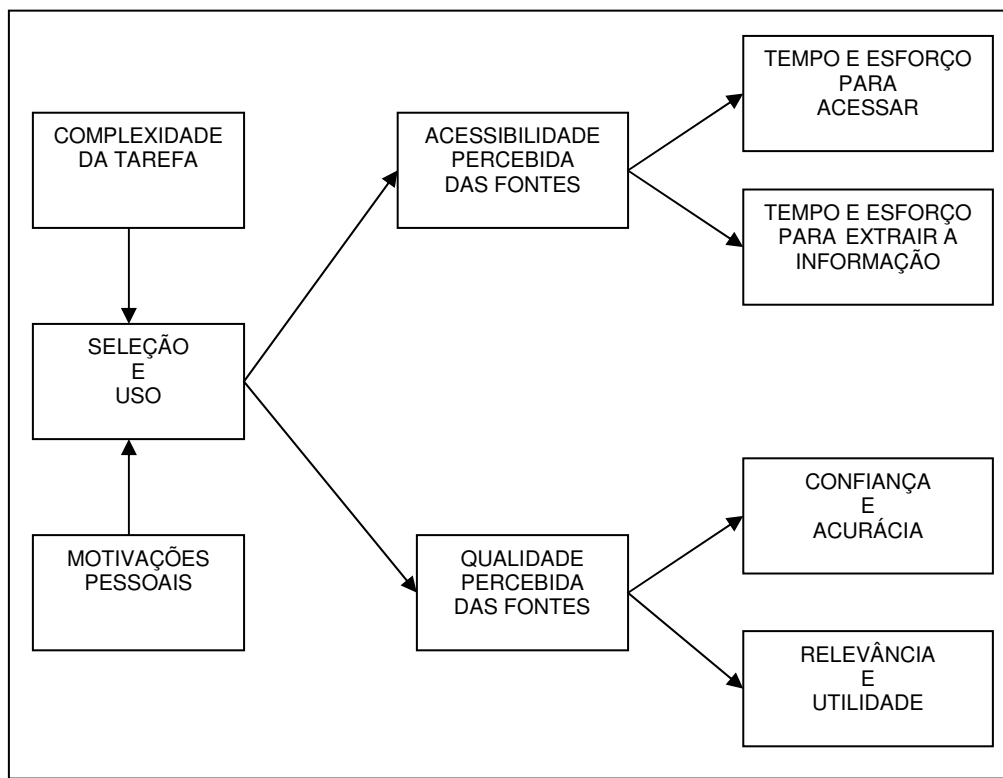 COMPLEXIDADE
DA TAREFA
SELEÇÃO
E
USO
MOTIVAÇÕES
PESSOAIS
ACESSIBILIDADE
PERCEBIDA
DAS FONTES
QUALIDADE
PERCEBIDA
DAS FONTES
TEMPO E ESFORÇO
PARA
ACESSAR
TEMPO E ESFORÇO
PARA EXTRAIR A
INFORMAÇÃO
CONFIANÇA
E
ACURÁCIA
RELEVÂNCIA
E
UTILIDADE